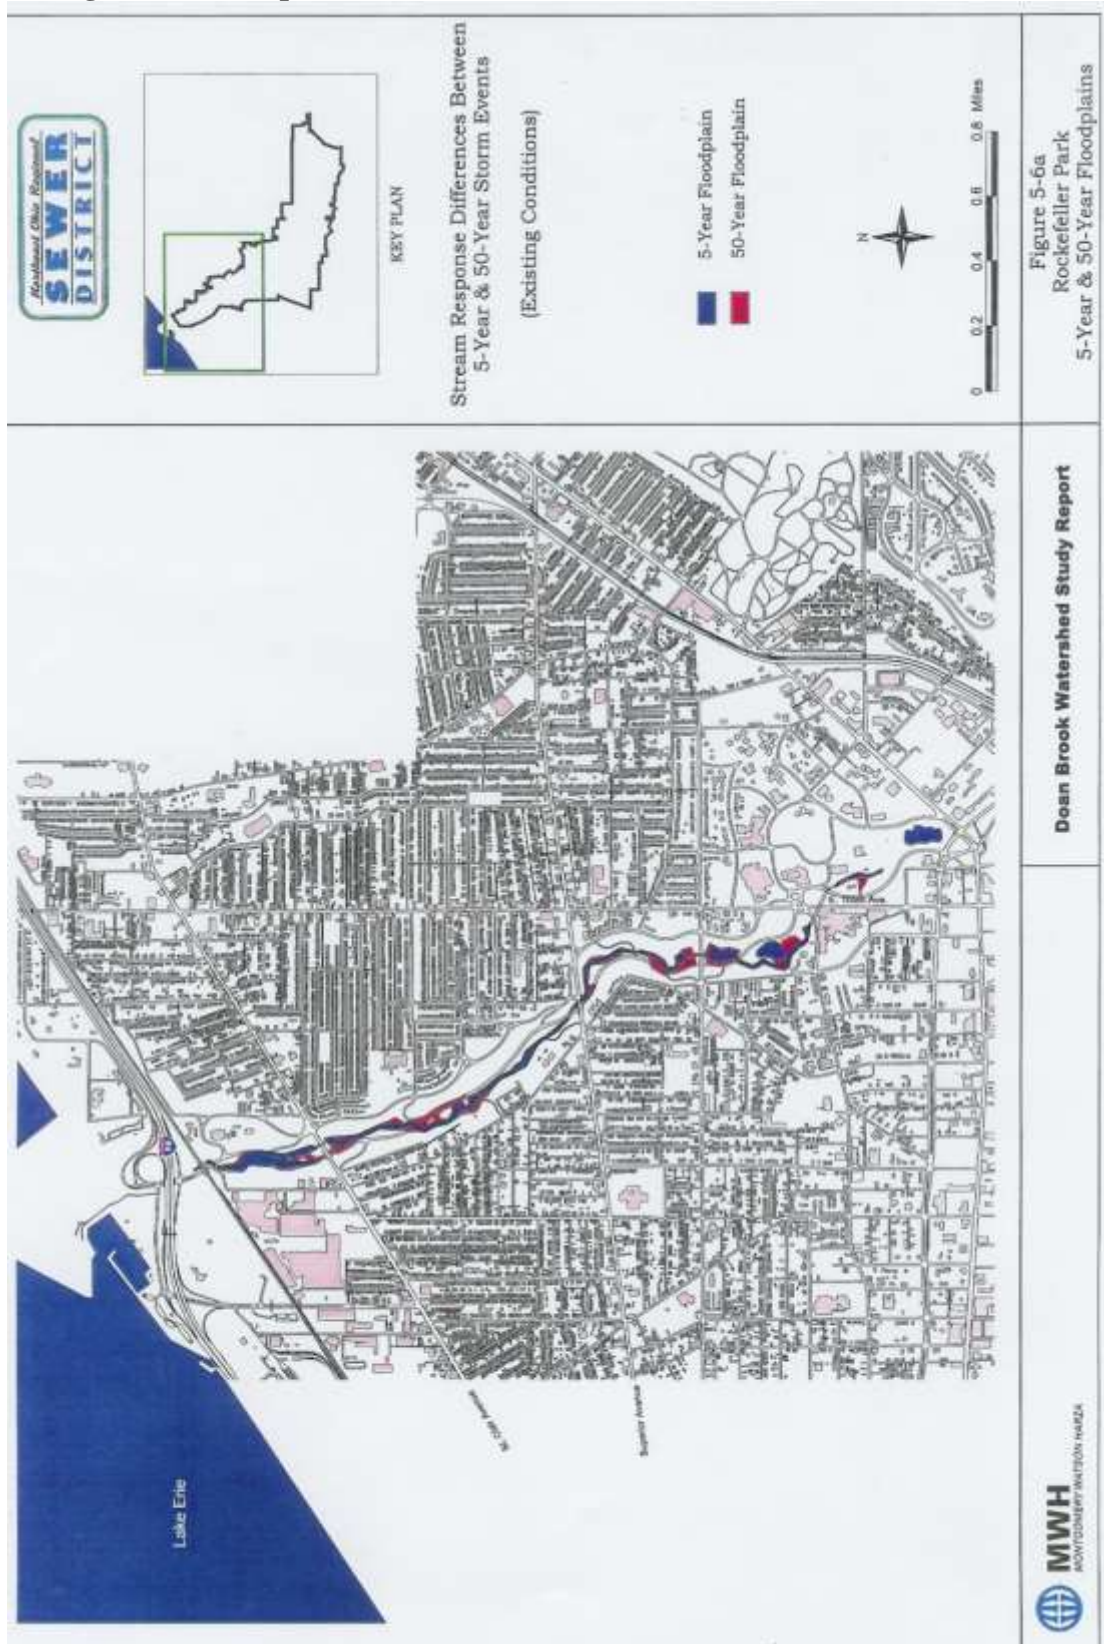 Northeast Ohio Regional
SEWER
DISTRICT
KEY PLAN
Stream Response Differences Between
5-Year & 50-Year Storm Events
(Existing Conditions)
5-Year Floodplain
50-Year Floodplain
N
0 0.2 0.4 0.6 0.8 Miles
Lake Erie
St. Clair Avenue
Superior Avenue
Figure 5-6a
Rockefeller Park
5-Year & 50-Year Floodplains
Doan Brook Watershed Study Report
MWH
MONTGOMERY WATSON HARZA